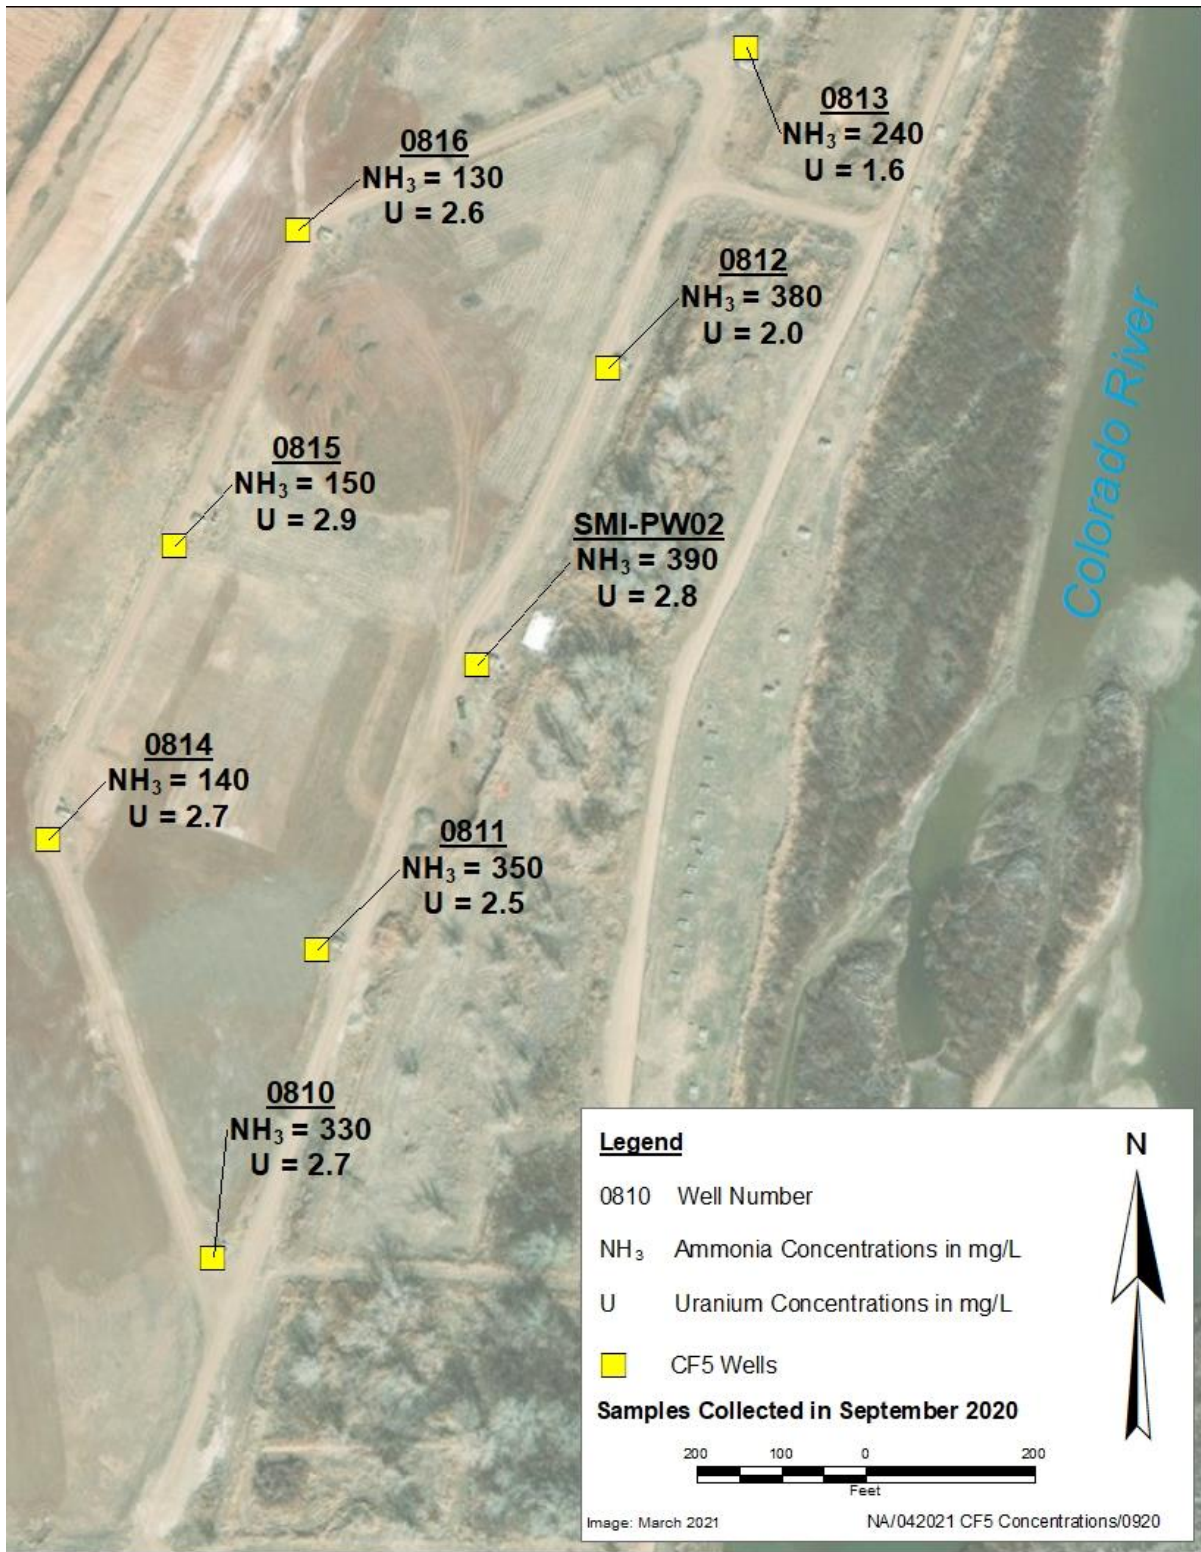 0813
NH₃ = 240
U = 1.6
0816
NH₃ = 130
U = 2.6
0812
NH₃ = 380
U = 2.0
Colorado River
0815
NH₃ = 150
U = 2.9
SMI-PW02
NH₃ = 390
U = 2.8
0814
NH₃ = 140
U = 2.7
0811
NH₃ = 350
U = 2.5
0810
NH₃ = 330
U = 2.7
Legend
N
0810 Well Number
NH₃ Ammonia Concentrations in mg/L
U Uranium Concentrations in mg/L
CF5 Wells
Samples Collected in September 2020
200 100 0 200
Feet
Image: March 2021 NA/042021 CF5 Concentrations/0920